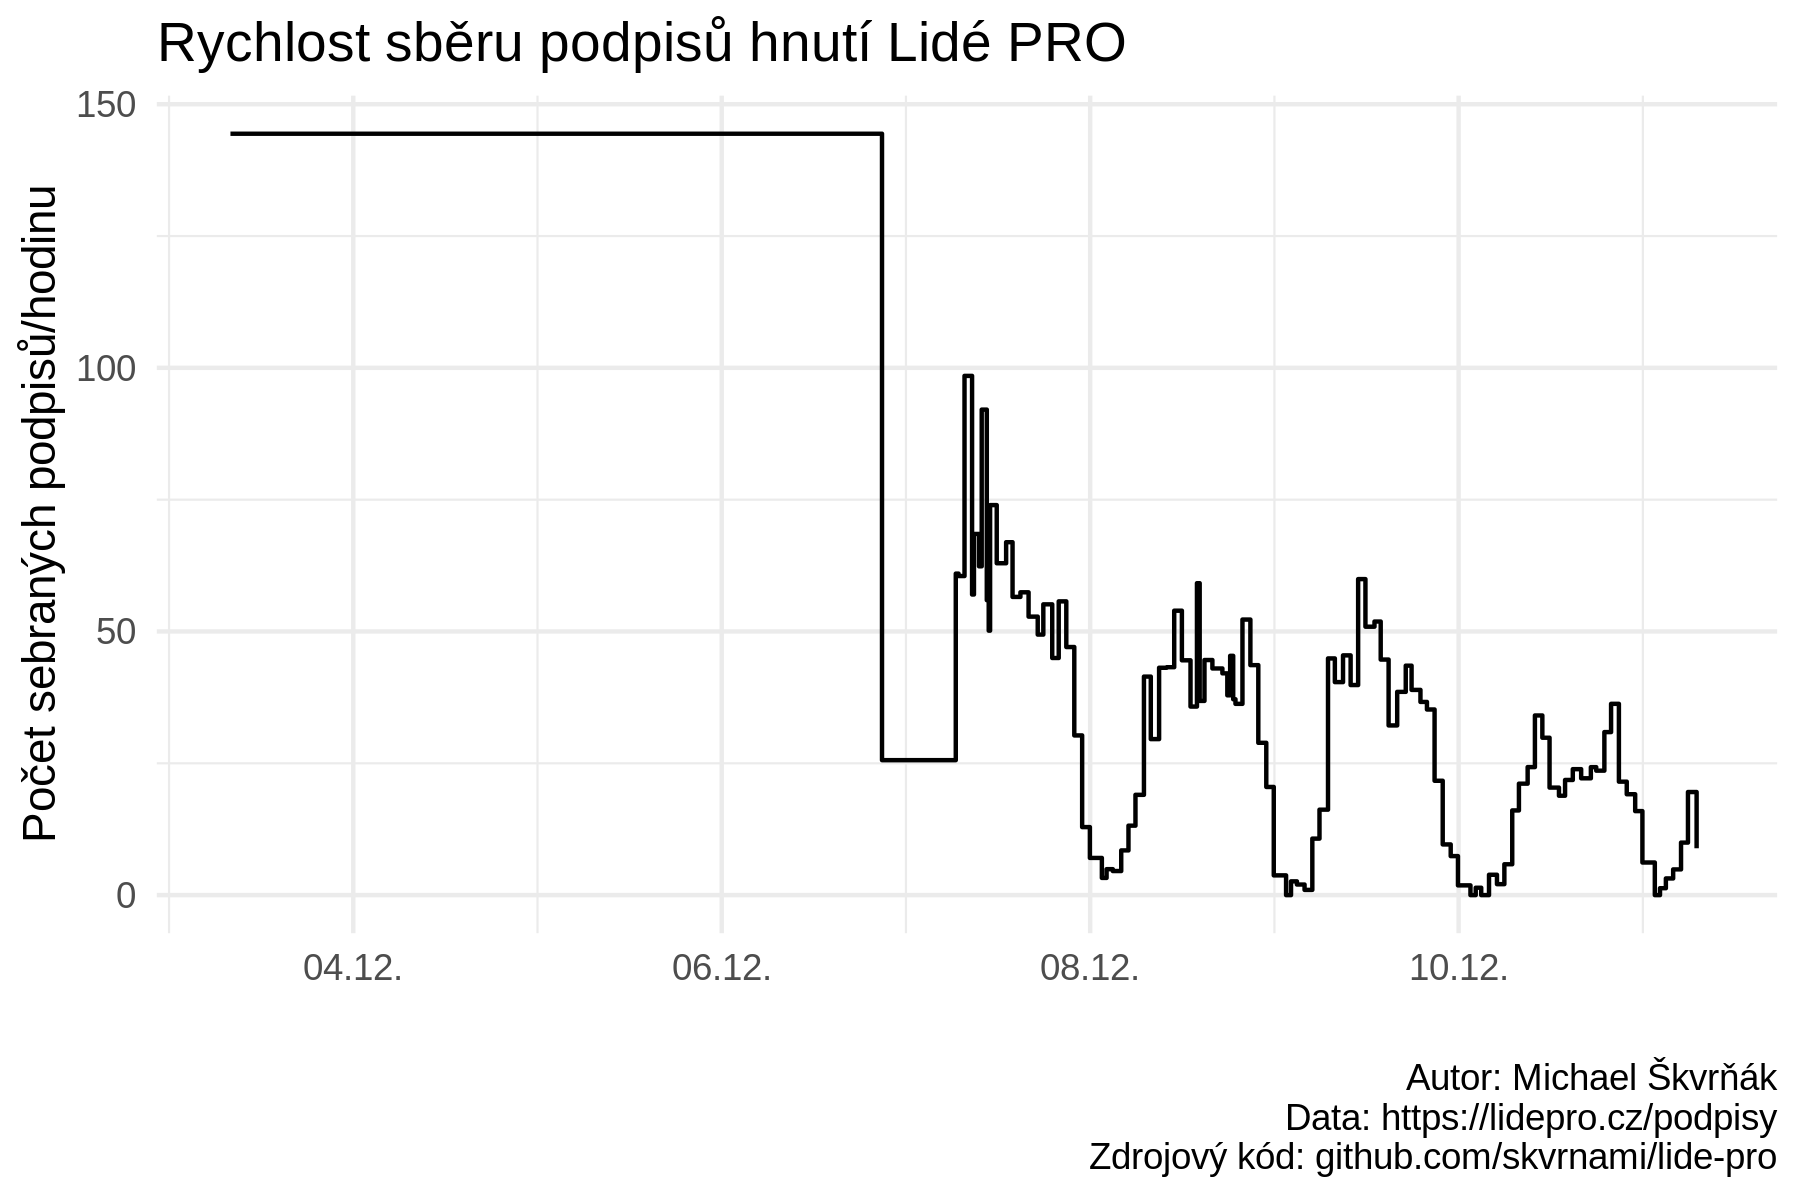 Rychlost sběru podpisů hnutí Lidé PRO
Počet sebraných podpisů/hodinu
150
100
50
0
04.12.
06.12.
08.12.
10.12.
Autor: Michael Škvrňák
Data: https://lidepro.cz/podpisy
Zdrojový kód: github.com/skvrnami/lide-pro